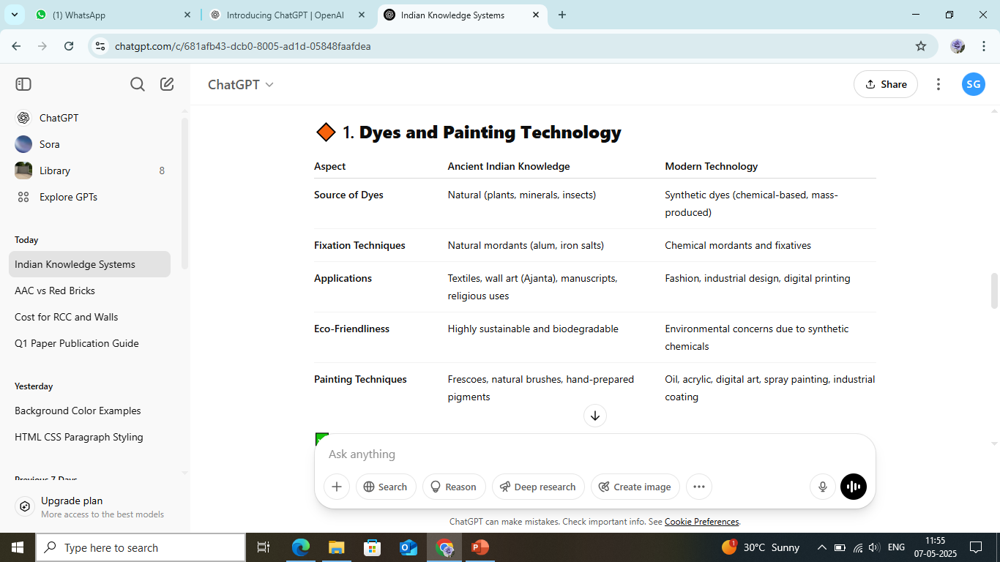 (1) WhatsApp
Introducing ChatGPT | OpenAI
Indian Knowledge Systems
chatgpt.com/c/681afb43-dcb0-8005-ad1d-05848faafdea
ChatGPT
Share
SG
ChatGPT
Sora
Library 8
Explore GPTs
Today
Indian Knowledge Systems
AAC vs Red Bricks
Cost for RCC and Walls
Q1 Paper Publication Guide
Yesterday
Background Color Examples
HTML CSS Paragraph Styling
Previous 7 Days
Upgrade plan
More access to the best models
1. Dyes and Painting Technology
Aspect Ancient Indian Knowledge Modern Technology
Source of Dyes Natural (plants, minerals, insects) Synthetic dyes (chemical-based, mass-
produced)
Fixation Techniques Natural mordants (alum, iron salts) Chemical mordants and fixatives
Applications Textiles, wall art (Ajanta), manuscripts, Fashion, industrial design, digital printing
religious uses
Eco-Friendliness Highly sustainable and biodegradable Environmental concerns due to synthetic
chemicals
Painting Techniques Frescoes, natural brushes, hand-prepared Oil, acrylic, digital art, spray painting, industrial
pigments coating
Ask anything
Search Reason Deep research Create image
ChatGPT can make mistakes. Check important info. See Cookie Preferences.
Type here to search
1
30°C Sunny
ENG
11:55
07-05-2025